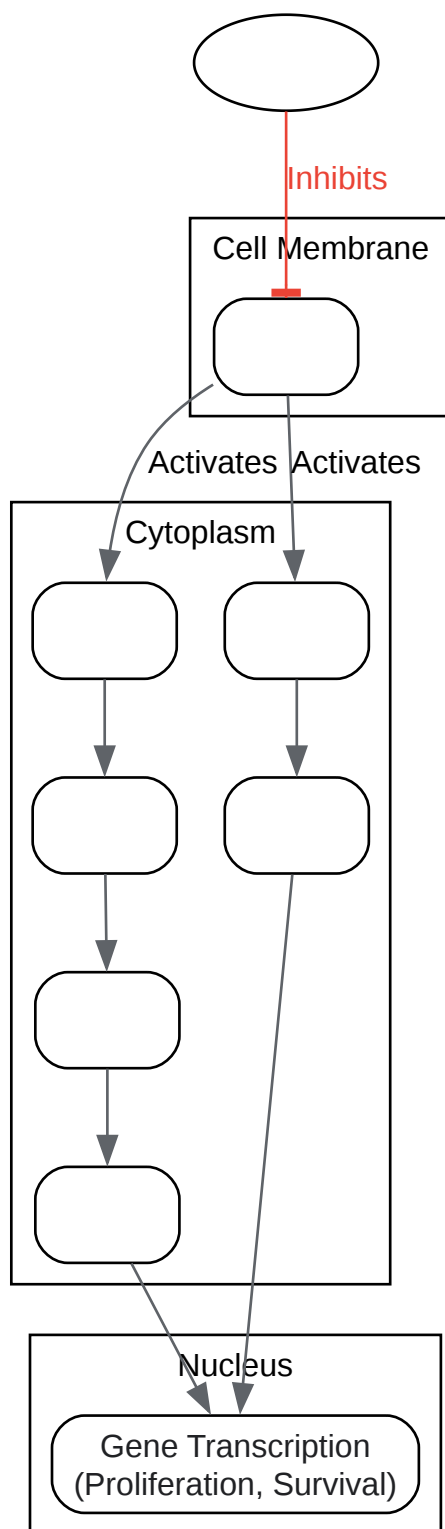 Inhibits
Cell Membrane
Activates Activates
Cytoplasm
Nucleus
Gene Transcription
(Proliferation, Survival)